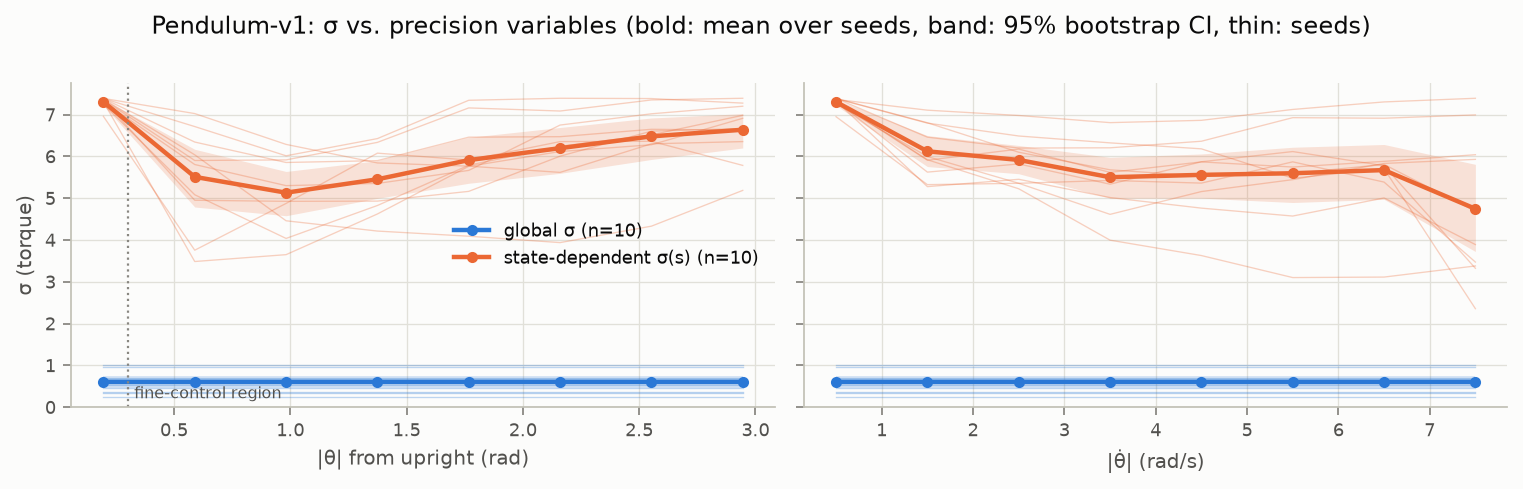 Pendulum-v1: σ vs. precision variables (bold: mean over seeds, band: 95% bootstrap CI, thin: seeds)
σ (torque)
7
6
5
4
3
2
1
0
global σ (n=10)
state-dependent σ(s) (n=10)
fine-control region
0.5 1.0 1.5 2.0 2.5 3.0
|θ| from upright (rad)
1 2 3 4 5 6 7
|θ̇| (rad/s)